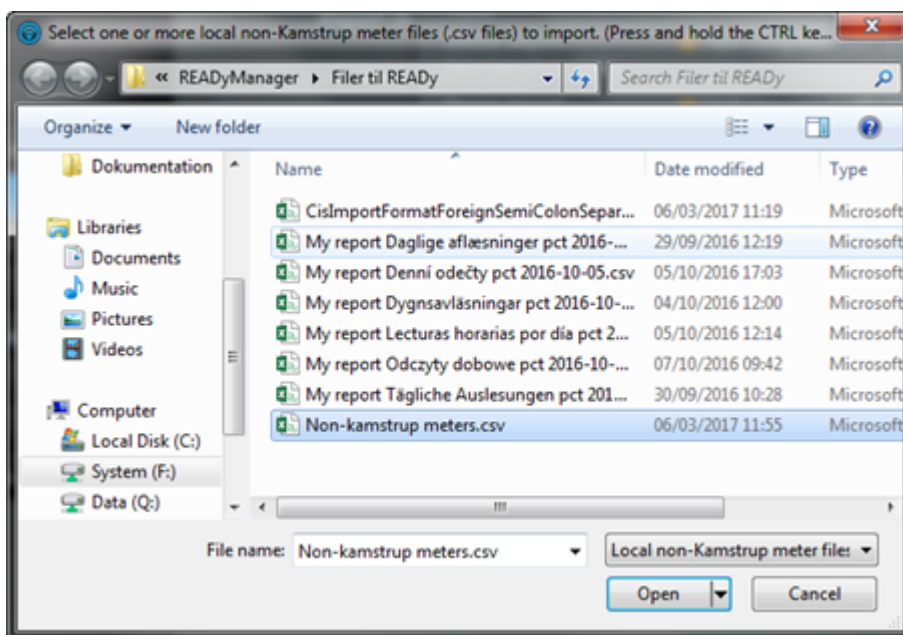 Select one or more local non-Kamstrup meter files (.csv files) to import. (Press and hold the CTRL ke...
« READyManager ▸ Filer til READy
Search Filer til READy
Organize
New folder
Dokumentation
Libraries
Documents
Music
Pictures
Videos
Computer
Local Disk (C:)
System (F:)
Data (Q:)
Name Date modified Type
CisImportFormatForeignSemiColonSepar... 06/03/2017 11:19 Microsoft
My report Daglige aflæsninger pct 2016-... 29/09/2016 12:19 Microsoft
My report Denní odečty pct 2016-10-05.csv 05/10/2016 17:03 Microsoft
My report Dygnsavläsningar pct 2016-10-... 04/10/2016 12:00 Microsoft
My report Lecturas horarias por día pct 2... 05/10/2016 12:14 Microsoft
My report Odczyty dobowe pct 2016-10-... 07/10/2016 09:42 Microsoft
My report Tägliche Auslesungen pct 201... 30/09/2016 10:28 Microsoft
Non-kamstrup meters.csv 06/03/2017 11:55 Microsoft
File name: Non-kamstrup meters.csv
Local non-Kamstrup meter files
Open
Cancel